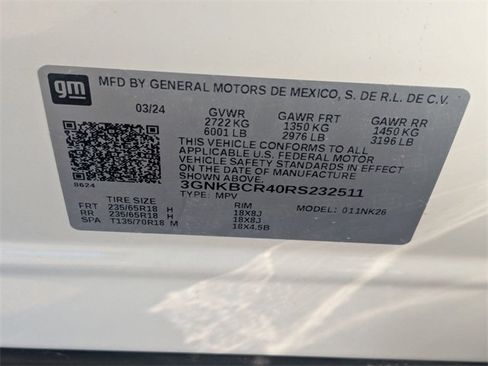 gm
MFD BY GENERAL MOTORS DE MEXICO, S. DE R.L. DE C.V.
03/24 GVWR GAWR FRT GAWR RR
2722 KG 1350 KG 1450 KG
6001 LB 2976 LB 3196 LB
THIS VEHICLE CONFORMS TO ALL
APPLICABLE U.S. FEDERAL MOTOR
VEHICLE SAFETY STANDARDS IN EFFECT
ON THE DATE OF MANUFACTURE SHOWN ABOVE.
8624 3GNKBCR40RS232511
TYPE: MPV
TIRE SIZE RIM MODEL: 011NK26
FRT 235/65R18 H 18X8J
RR 235/65R18 H 18X8J
SPA T135/70R18 M 18X4.5B